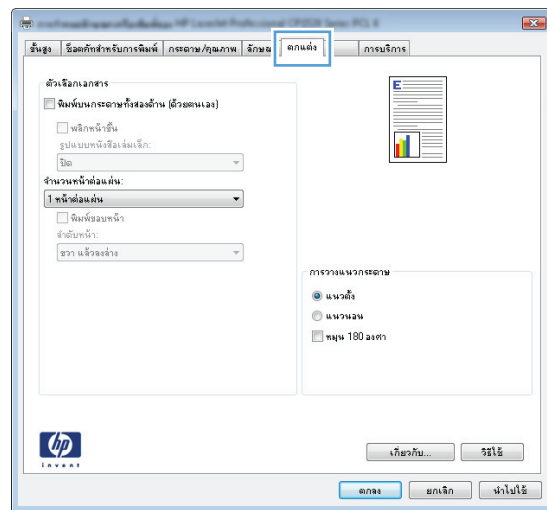 HP LaserJet Professional CP1520 Series PCL 6
ขั้นสูง
ช็อตคัทสำหรับการพิมพ์
กระดาษ/คุณภาพ
ตกแต่ง
การบริการ
ตัวเลือกเอกสาร
พิมพ์บนกระดาษทั้งสองด้าน (ด้วยตนเอง)
พลิกหน้าขึ้น
รูปแบบหนังสือเล่มเล็ก:
ปิด
จำนวนหน้าต่อแผ่น:
1 หน้าต่อแผ่น
พิมพ์ขอบหน้า
ลำดับหน้า:
ขวา แล้วลงล่าง
E
การวางแนวกระดาษ
แนวตั้ง
แนวนอน
หมุน 180 องศา
hp
invent
เกี่ยวกับ...
วิธีใช้
ตกลง
ยกเลิก
นำไปใช้